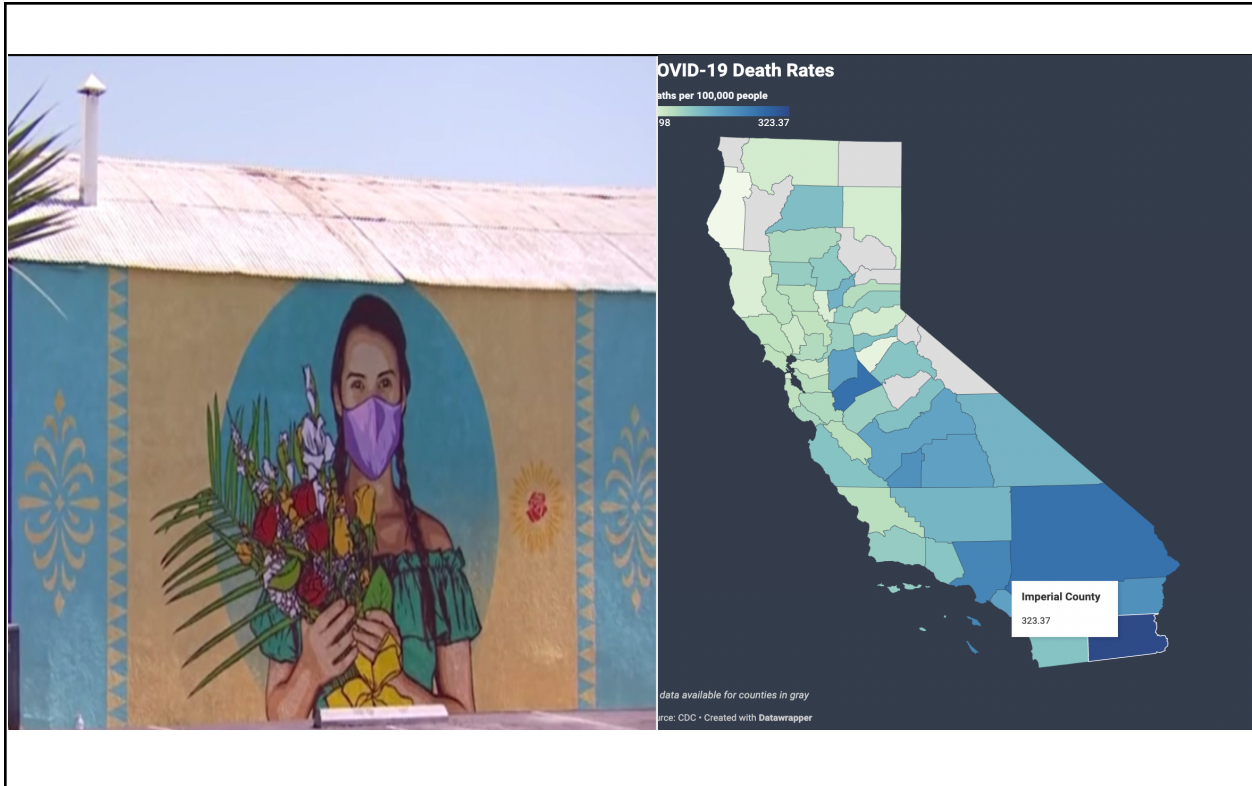 OVID-19 Death Rates
aths per 100,000 people
98 323.37
Imperial County
323.37
data available for counties in gray
urce: CDC • Created with Datawrapper